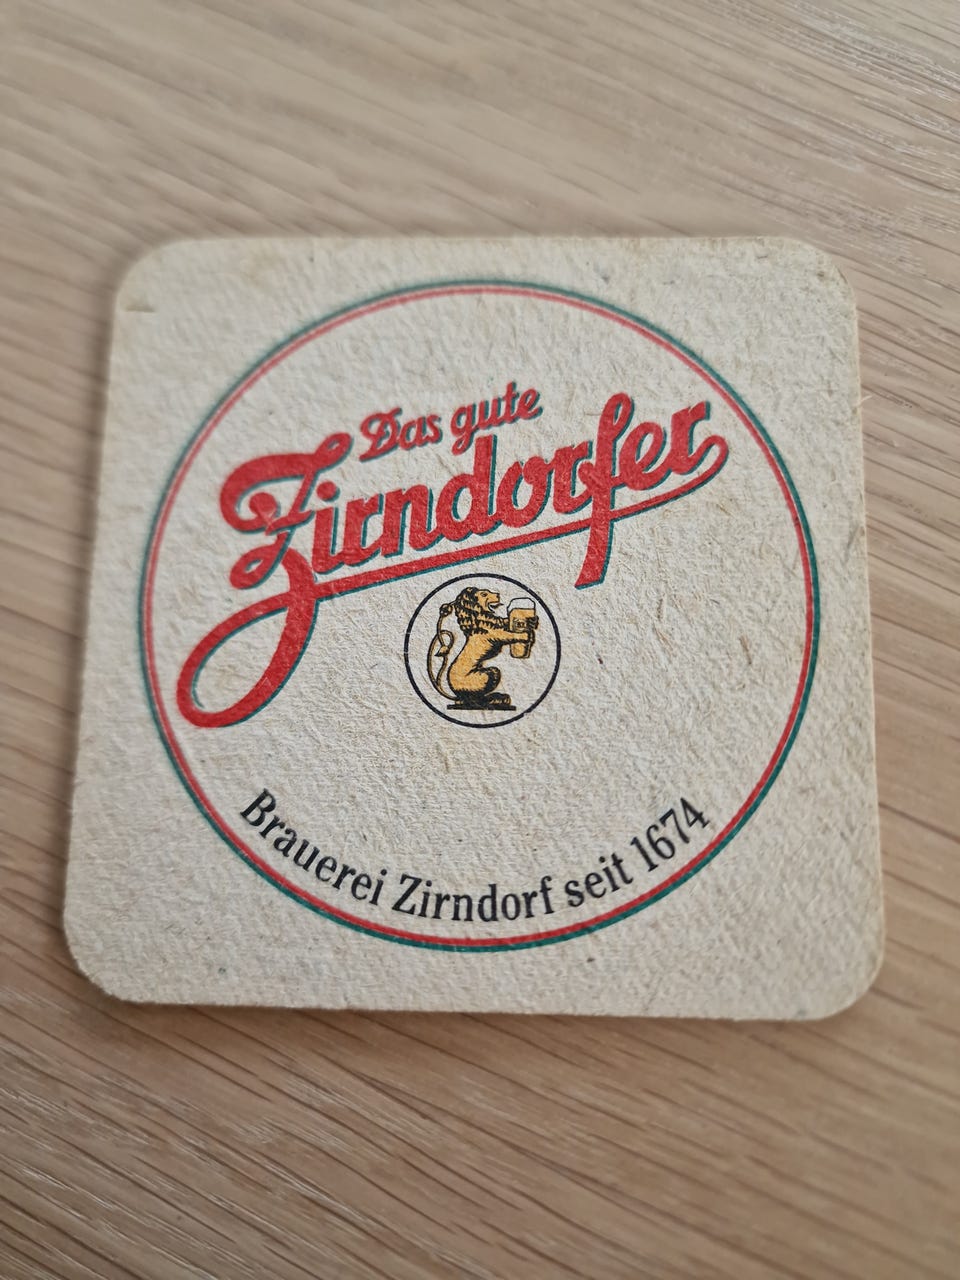 Das gute
Zirndorfer
Brauerei Zirndorf seit 1674